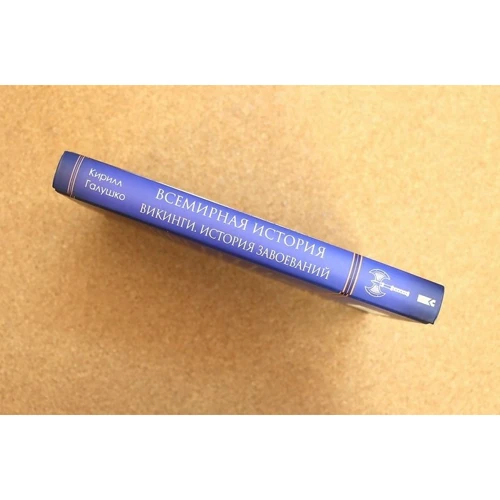 Кирилл
Галушко
ВСЕМИРНАЯ ИСТОРИЯ
ВИКИНГИ. ИСТОРИЯ ЗАВОЕВАНИЙ